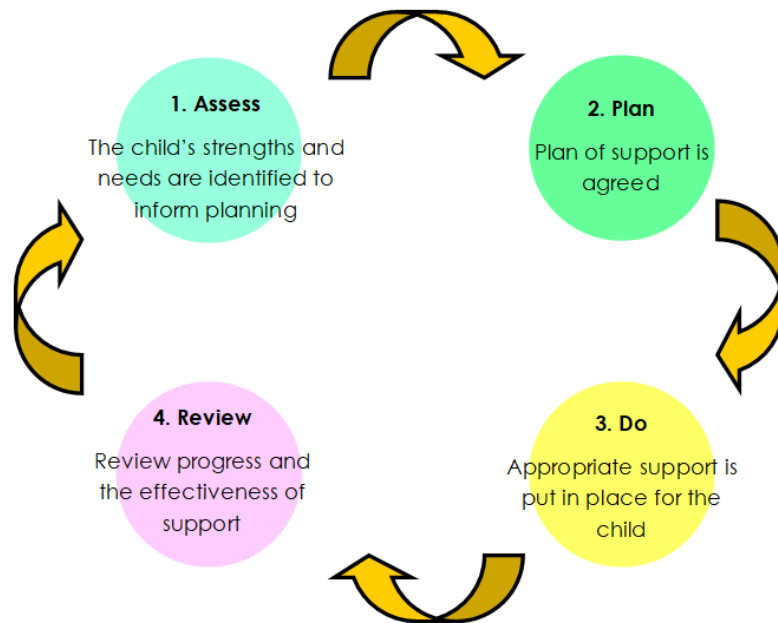 1. Assess
The child’s strengths and
needs are identified to
inform planning
2. Plan
Plan of support is
agreed
3. Do
Appropriate support is
put in place for the
child
4. Review
Review progress and
the effectiveness of
support